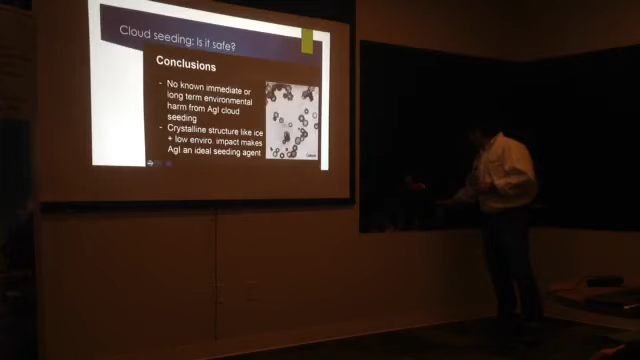 Cloud seeding: Is it safe?
Conclusions
- No known immediate or
long term environmental
harm from AgI cloud
seeding
- Crystalline structure like ice
+ low enviro. impact makes
AgI an ideal seeding agent